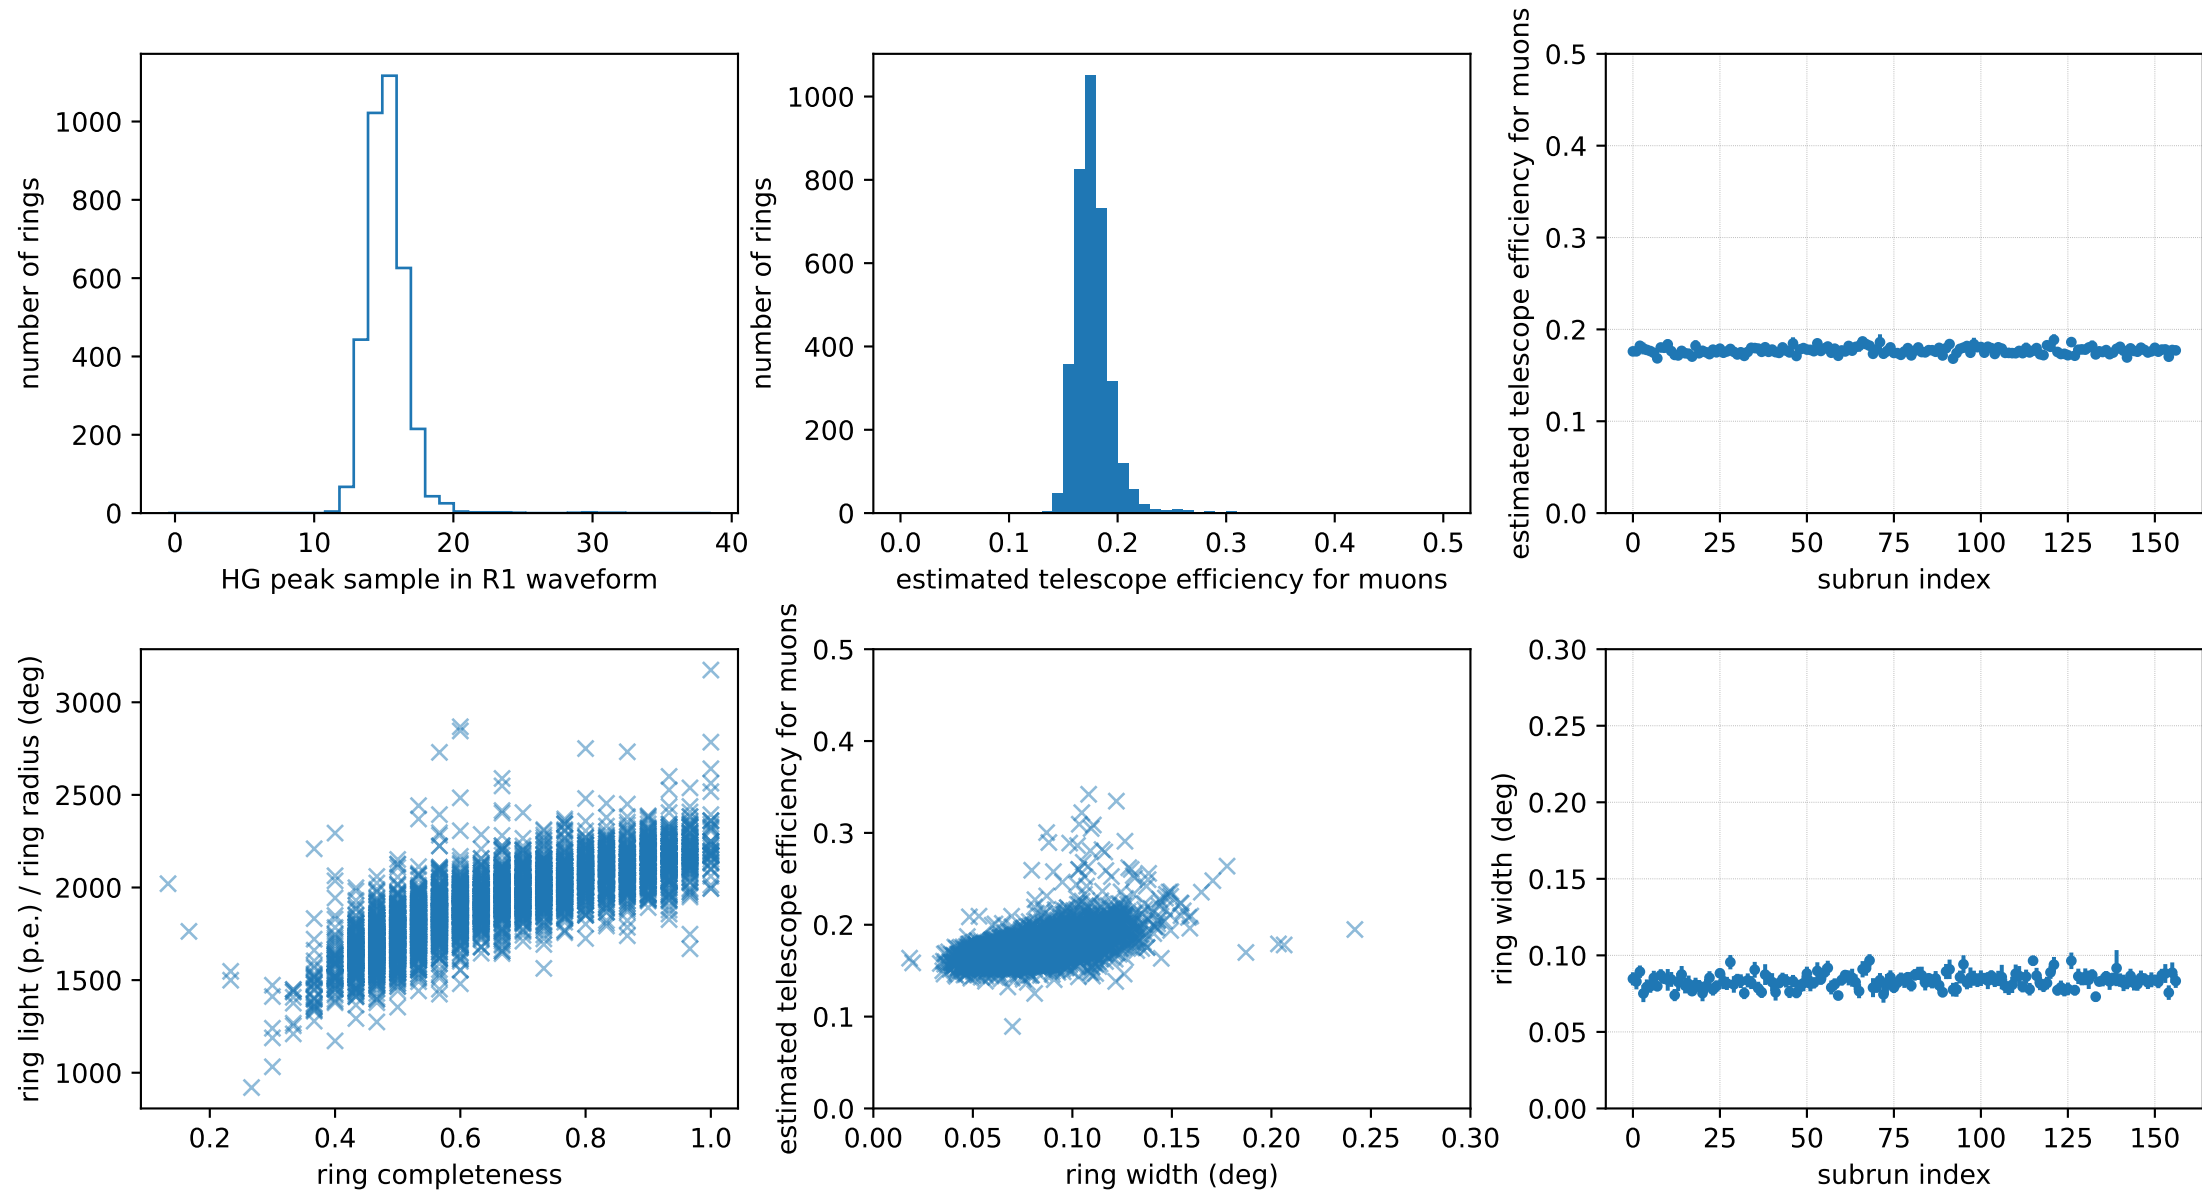 number of rings
1000
800
600
400
200
0
0 10 20 30 40
HG peak sample in R1 waveform
number of rings
1000
800
600
400
200
0
0.0 0.1 0.2 0.3 0.4 0.5
estimated telescope efficiency for muons
estimated telescope efficiency for muons
0.5
0.4
0.3
0.2
0.1
0.0
0 25 50 75 100 125 150
subrun index
ring light (p.e.) / ring radius (deg)
3000
2500
2000
1500
1000
0.2 0.4 0.6 0.8 1.0
ring completeness
estimated telescope efficiency for muons
0.5
0.4
0.3
0.2
0.1
0.0
0.00 0.05 0.10 0.15 0.20 0.25 0.30
ring width (deg)
ring width (deg)
0.30
0.25
0.20
0.15
0.10
0.05
0.00
0 25 50 75 100 125 150
subrun index